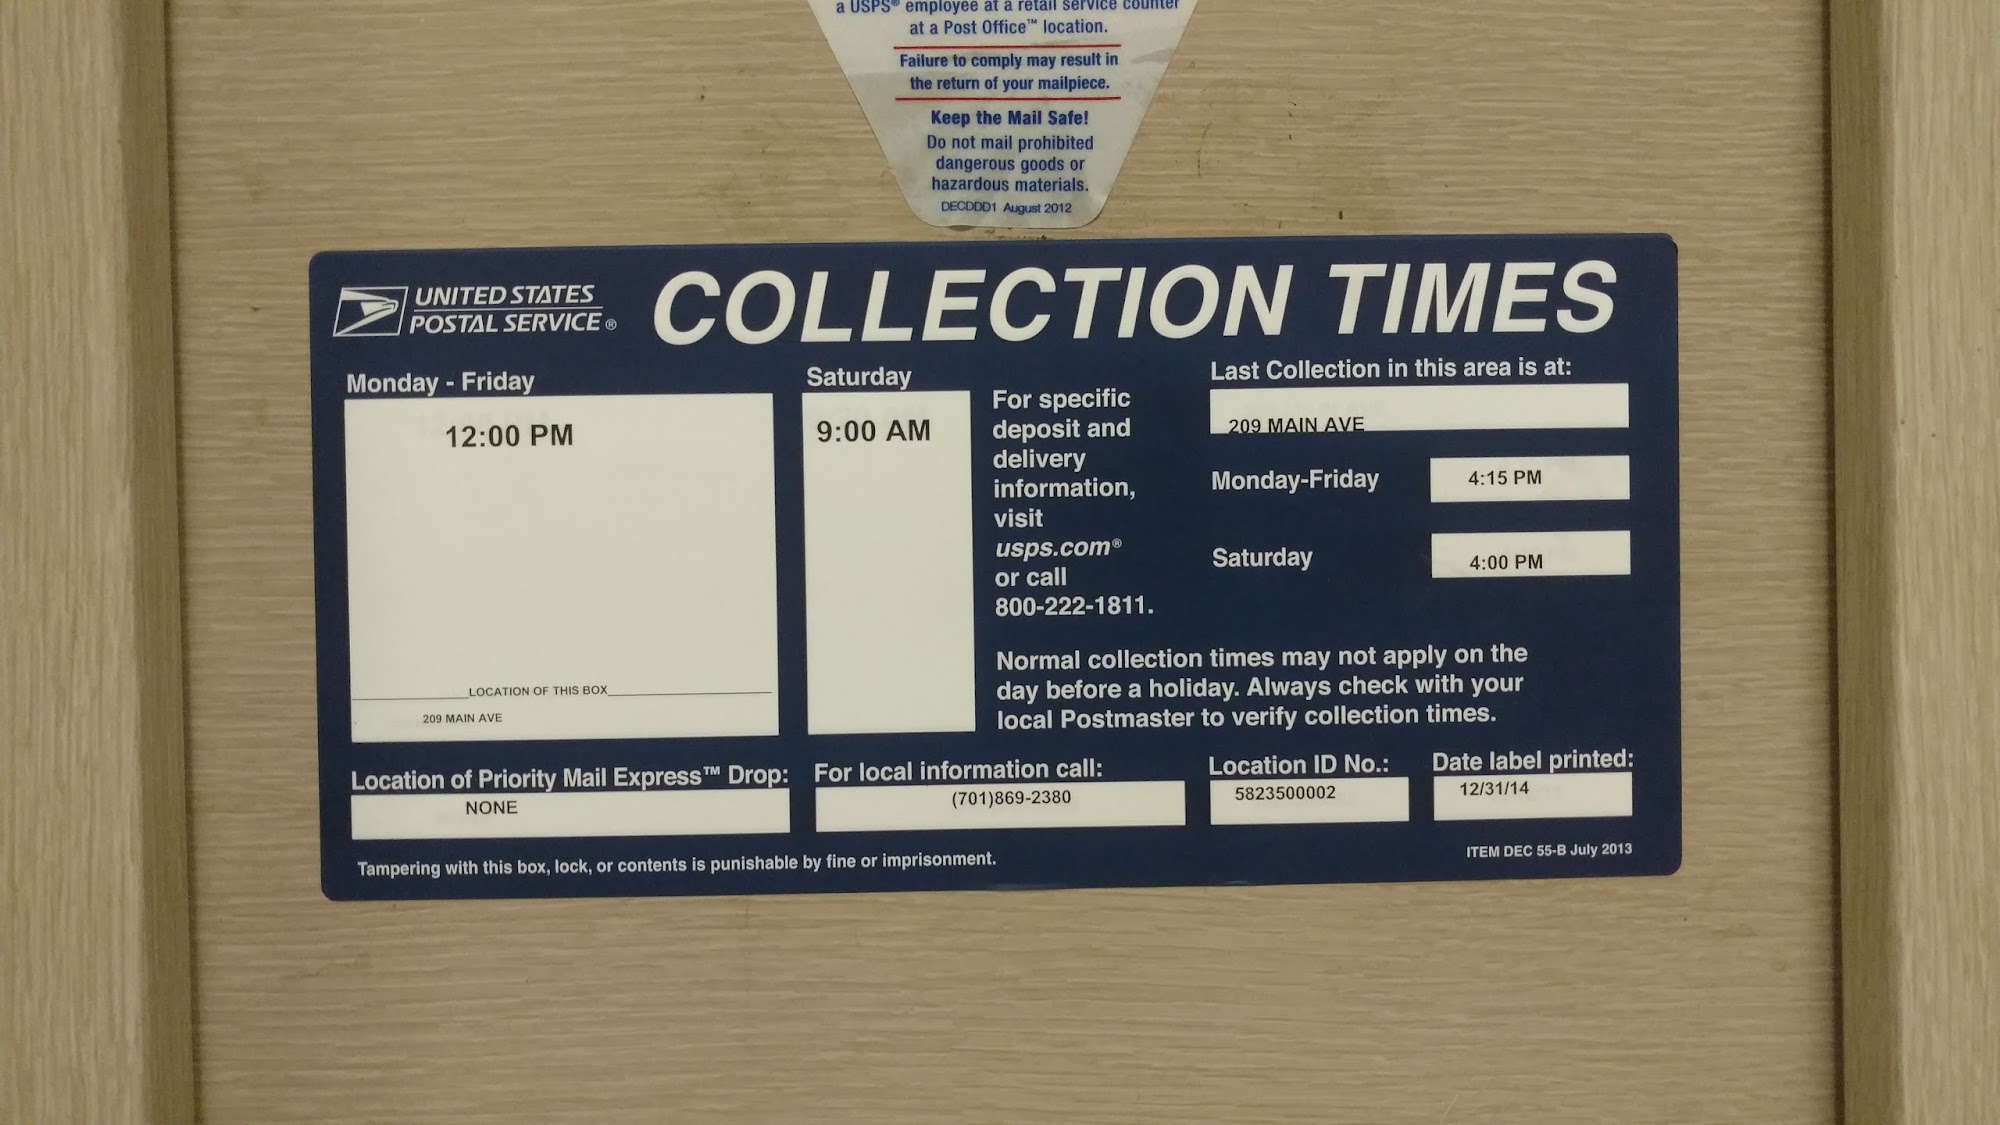 a USPS® employee at a retail service counter
at a Post Office™ location.
Failure to comply may result in
the return of your mailpiece.
Keep the Mail Safe!
Do not mail prohibited
dangerous goods or
hazardous materials.
DECDDD1 August 2012
UNITED STATES
POSTAL SERVICE®
COLLECTION TIMES
Monday - Friday
12:00 PM
LOCATION OF THIS BOX
209 MAIN AVE
Saturday
9:00 AM
For specific
deposit and
delivery
information,
visit
usps.com®
or call
800-222-1811.
Last Collection in this area is at:
209 MAIN AVE
Monday-Friday 4:15 PM
Saturday 4:00 PM
Normal collection times may not apply on the
day before a holiday. Always check with your
local Postmaster to verify collection times.
Location of Priority Mail Express™ Drop:
NONE
For local information call:
(701)869-2380
Location ID No.:
5823500002
Date label printed:
12/31/14
Tampering with this box, lock, or contents is punishable by fine or imprisonment.
ITEM DEC 55-B July 2013